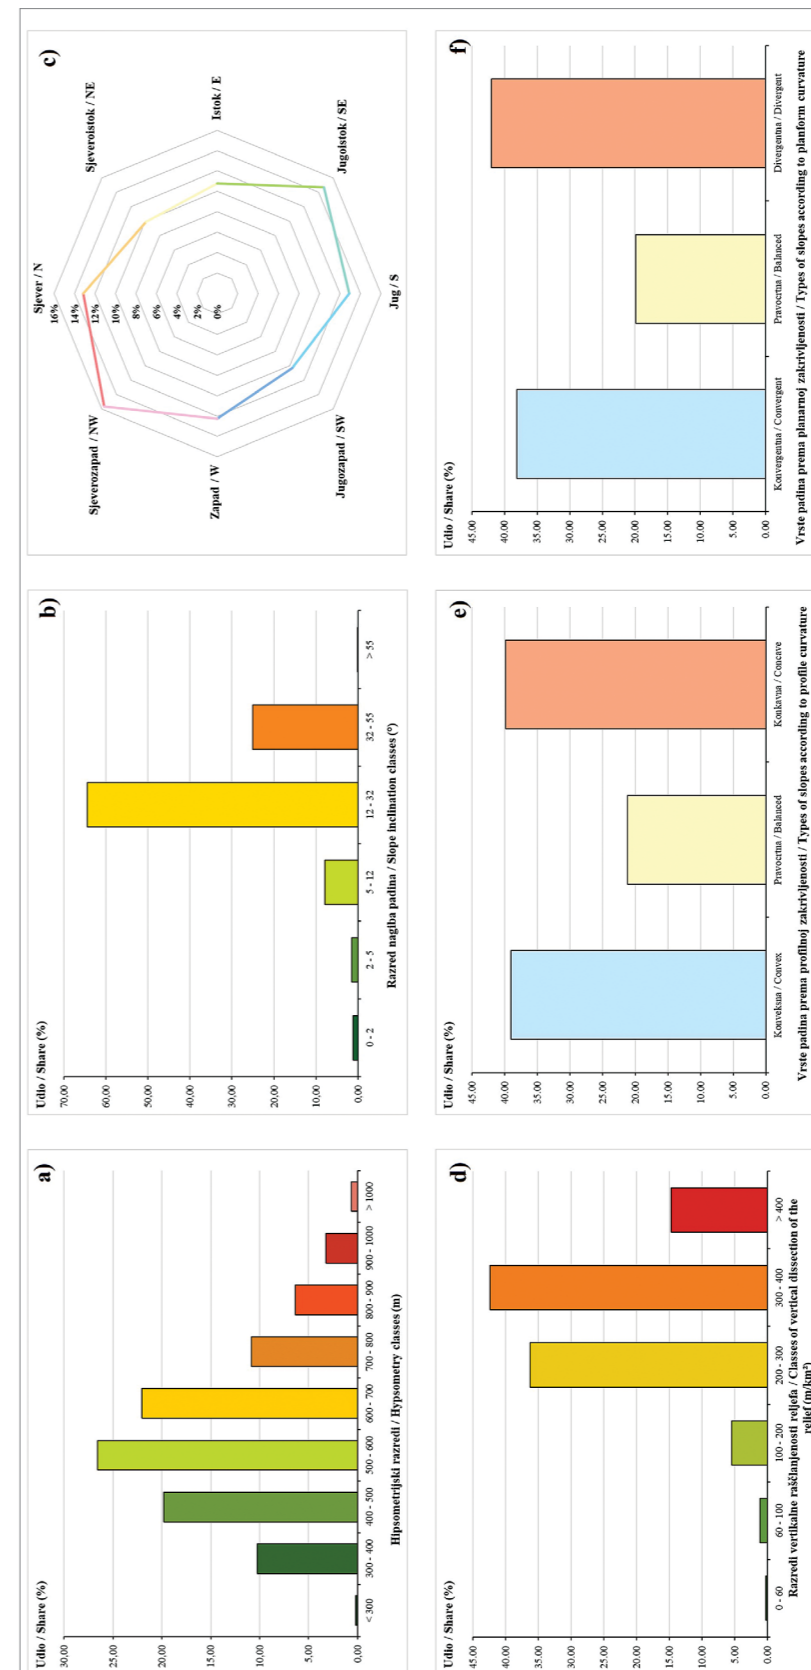 a)
Udio / Share (%)
30.00
25.00
20.00
15.00
10.00
5.00
0.00
< 300
300 - 400
400 - 500
500 - 600
600 - 700
700 - 800
800 - 900
900 - 1000
> 1000
Hipsometrijski razredi / Hypsometry classes (m)
b)
Udio / Share (%)
70.00
60.00
50.00
40.00
30.00
20.00
10.00
0.00
0 - 2
2 - 5
5 - 12
12 - 32
32 - 55
> 55
Razred nagiba padina / Slope inclination classes (°)
c)
Sjever / N
16%
14%
12%
10%
8%
6%
4%
2%
0%
Sjeveroistok / NE
Istok / E
Jugoistok / SE
Jug / S
Jugozapad / SW
Zapad / W
Sjeverozapad / NW
d)
Udio / Share (%)
45.00
40.00
35.00
30.00
25.00
20.00
15.00
10.00
5.00
0.00
0 - 60
60 - 100
100 - 200
200 - 300
300 - 400
> 400
Razredi vertikalne raščlanjenosti reljefa / Classes of vertical dissection of the
relief (m/km²)
e)
Udio / Share (%)
45.00
40.00
35.00
30.00
25.00
20.00
15.00
10.00
5.00
0.00
Konveksna / Convex
Pravocrtna / Balanced
Konkavna / Concave
Vrste padina prema profilnoj zakrivljenosti / Types of slopes according to profile curvature
f)
Udio / Share (%)
45.00
40.00
35.00
30.00
25.00
20.00
15.00
10.00
5.00
0.00
Konvergentna / Convergent
Pravocrtna / Balanced
Divergentna / Divergent
Vrste padina prema planarnoj zakrivljenosti / Types of slopes according to planform curvature